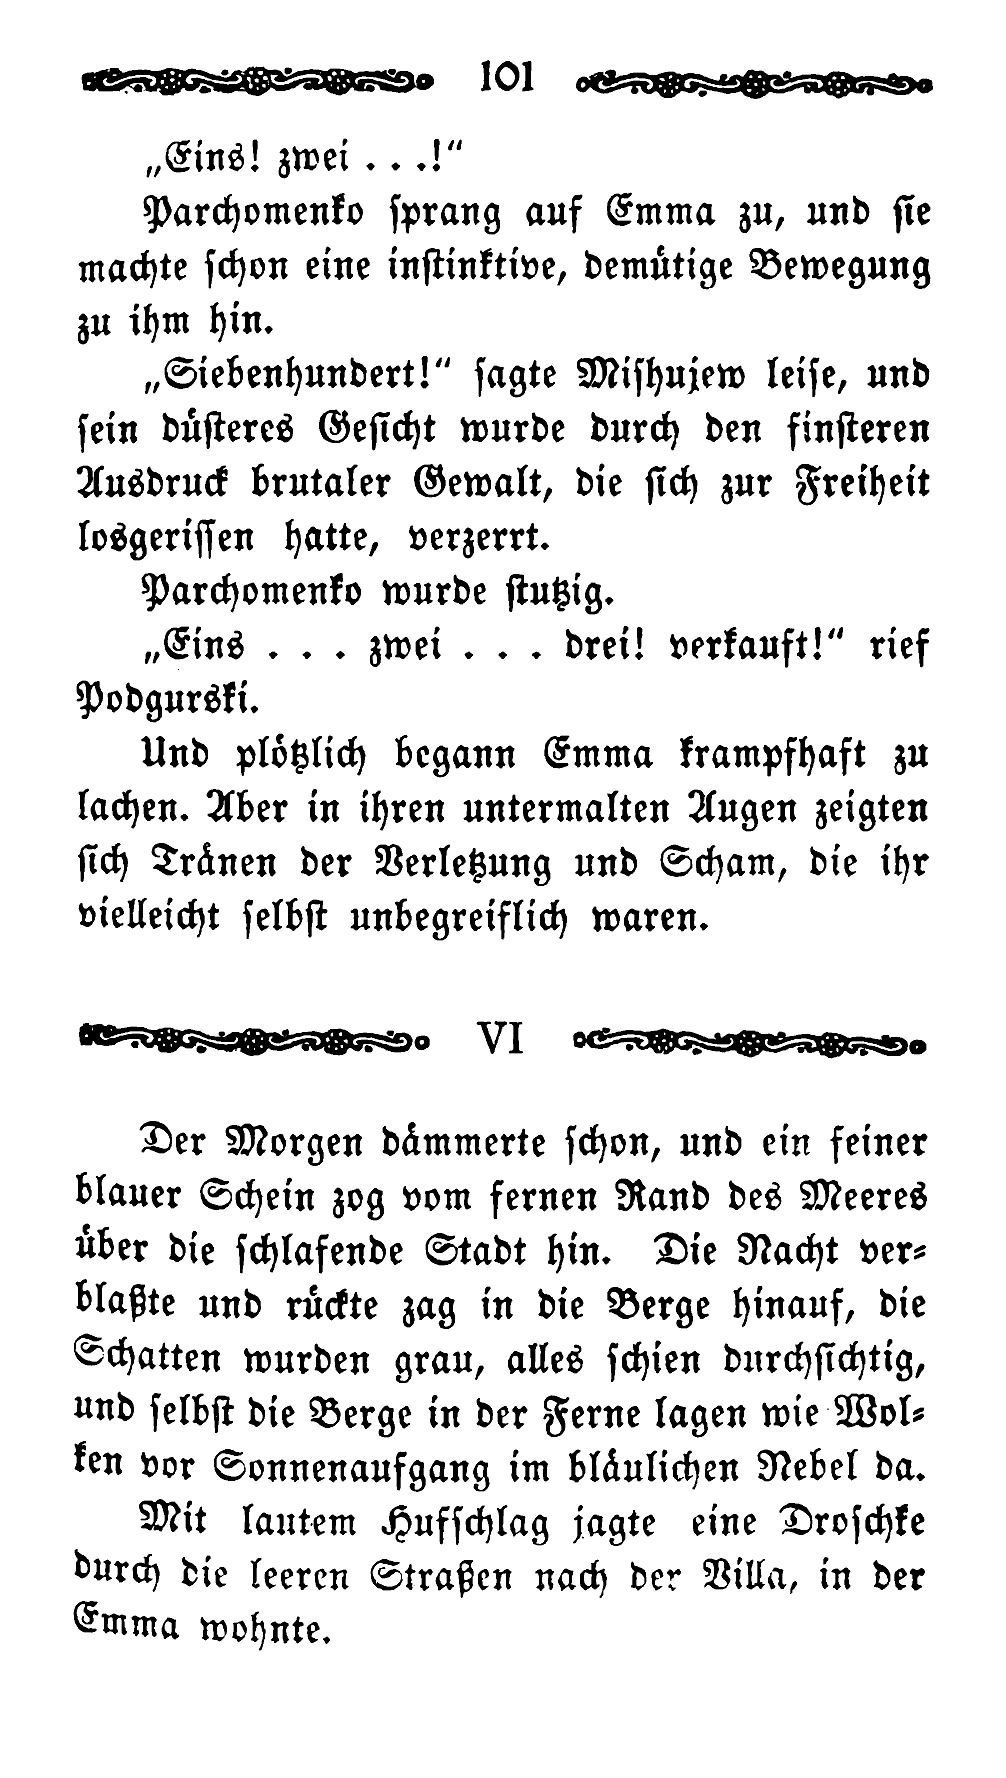 101
„Eins! zwei . . .!“
Parchomenko sprang auf Emma zu, und sie
machte schon eine instinktive, demütige Bewegung
zu ihm hin.
„Siebenhundert!“ sagte Mishujew leise, und
sein düsteres Gesicht wurde durch den finsteren
Ausdruck brutaler Gewalt, die sich zur Freiheit
losgerissen hatte, verzerrt.
Parchomenko wurde stutzig.
„Eins . . . zwei . . . drei! verkauft!“ rief
Podgurski.
Und plötzlich begann Emma krampfhaft zu
lachen. Aber in ihren untermalten Augen zeigten
sich Tränen der Verletzung und Scham, die ihr
vielleicht selbst unbegreiflich waren.
VI
Der Morgen dämmerte schon, und ein feiner
blauer Schein zog vom fernen Rand des Meeres
über die schlafende Stadt hin. Die Nacht ver-
blaßte und rückte zag in die Berge hinauf, die
Schatten wurden grau, alles schien durchsichtig,
und selbst die Berge in der Ferne lagen wie Wol-
ken vor Sonnenaufgang im bläulichen Nebel da.
Mit lautem Hufschlag jagte eine Droschke
durch die leeren Straßen nach der Villa, in der
Emma wohnte.